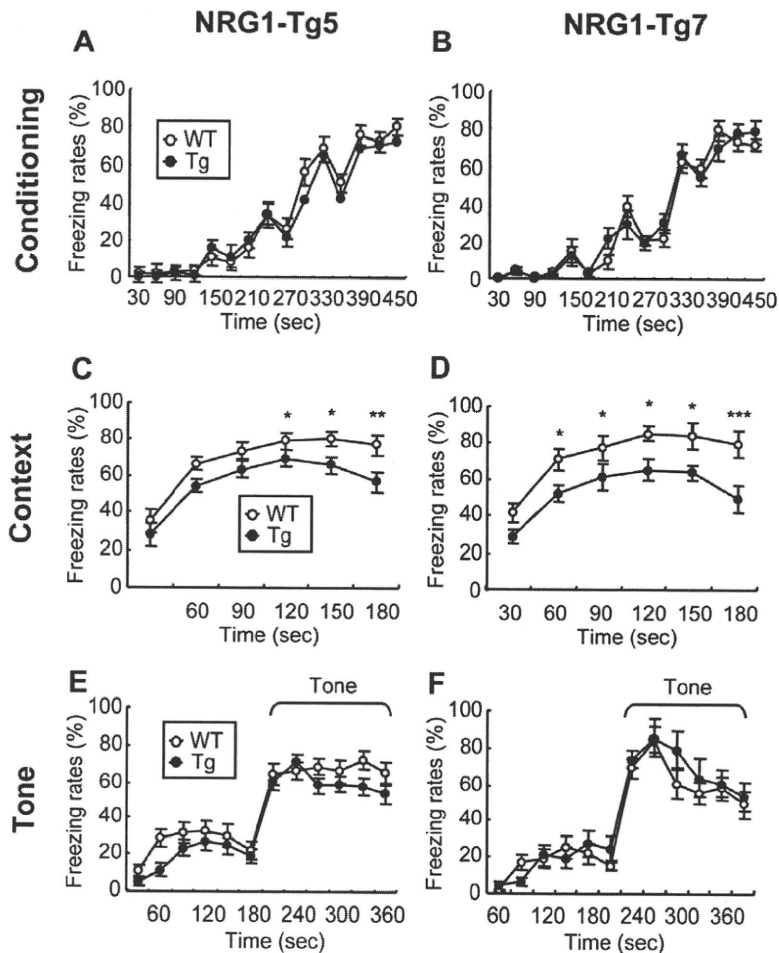 NRG1-Tg5
NRG1-Tg7
A
B
Conditioning
Freezing rates (%)
100
80
60
40
20
0
WT
Tg
30 90 150 210 270 330 390 450
Time (sec)
Freezing rates (%)
100
80
60
40
20
0
30 90 150 210 270 330 390 450
Time (sec)
C
D
Context
Freezing rates (%)
100
80
60
40
20
0
* * **
WT
Tg
60 90 120 150 180
Time (sec)
Freezing rates (%)
100
80
60
40
20
0
* * * * ***
30 60 90 120 150 180
Time (sec)
E
F
Tone
Freezing rates (%)
100
80
60
40
20
0
WT
Tg
Tone
60 120 180 240 300 360
Time (sec)
Freezing rates (%)
100
80
60
40
20
0
Tone
60 120 180 240 300 360
Time (sec)